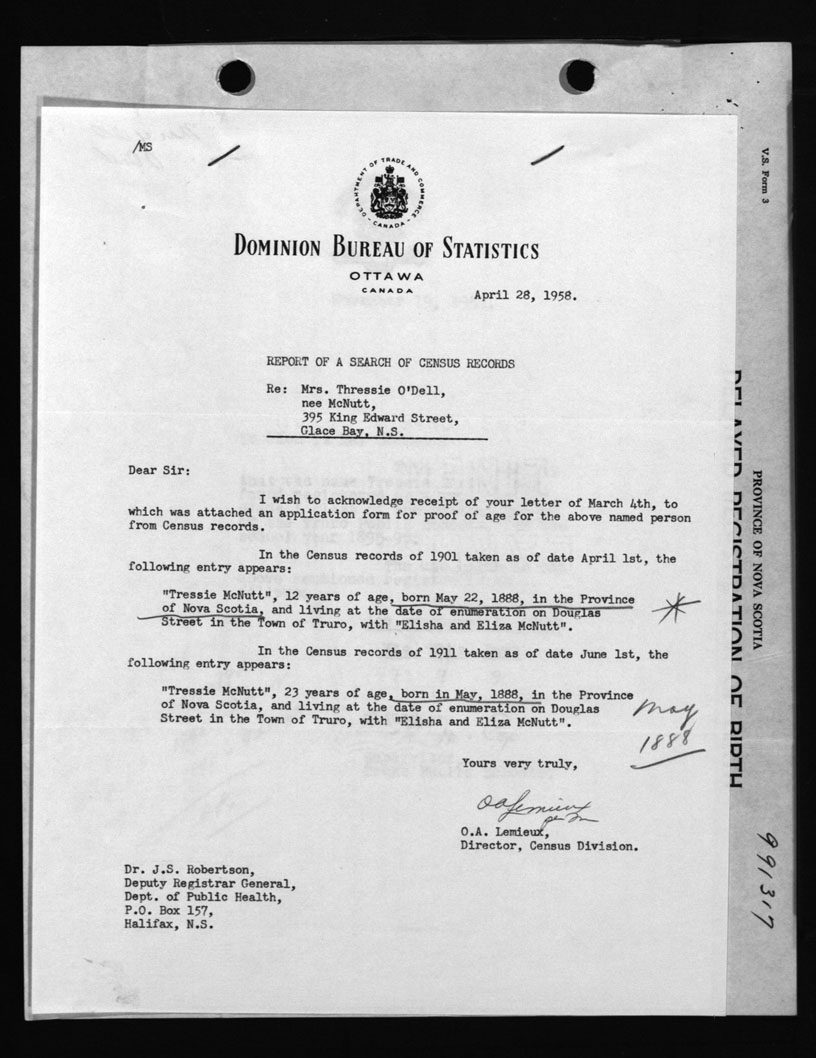 /MS
DEPARTMENT OF TRADE AND COMMERCE
CANADA
DOMINION BUREAU OF STATISTICS
OTTAWA
CANADA
April 28, 1958.
REPORT OF A SEARCH OF CENSUS RECORDS
Re: Mrs. Thressie O'Dell,
nee McNutt,
395 King Edward Street,
Glace Bay, N.S.
Dear Sir:
I wish to acknowledge receipt of your letter of March 4th, to
which was attached an application form for proof of age for the above named person
from Census records.
In the Census records of 1901 taken as of date April 1st, the
following entry appears:
"Tressie McNutt", 12 years of age, born May 22, 1888, in the Province
of Nova Scotia, and living at the date of enumeration on Douglas
Street in the Town of Truro, with "Elisha and Eliza McNutt".
In the Census records of 1911 taken as of date June 1st, the
following entry appears:
"Tressie McNutt", 23 years of age, born in May, 1888, in the Province
of Nova Scotia, and living at the date of enumeration on Douglas
Street in the Town of Truro, with "Elisha and Eliza McNutt".
May
1888
Yours very truly,
OALemieux
O.A. Lemieux,
Director, Census Division.
Dr. J.S. Robertson,
Deputy Registrar General,
Dept. of Public Health,
P.O. Box 157,
Halifax, N.S.
V.S. Form 3
PROVINCE OF NOVA SCOTIA
DELAYED REGISTRATION OF BIRTH
991317